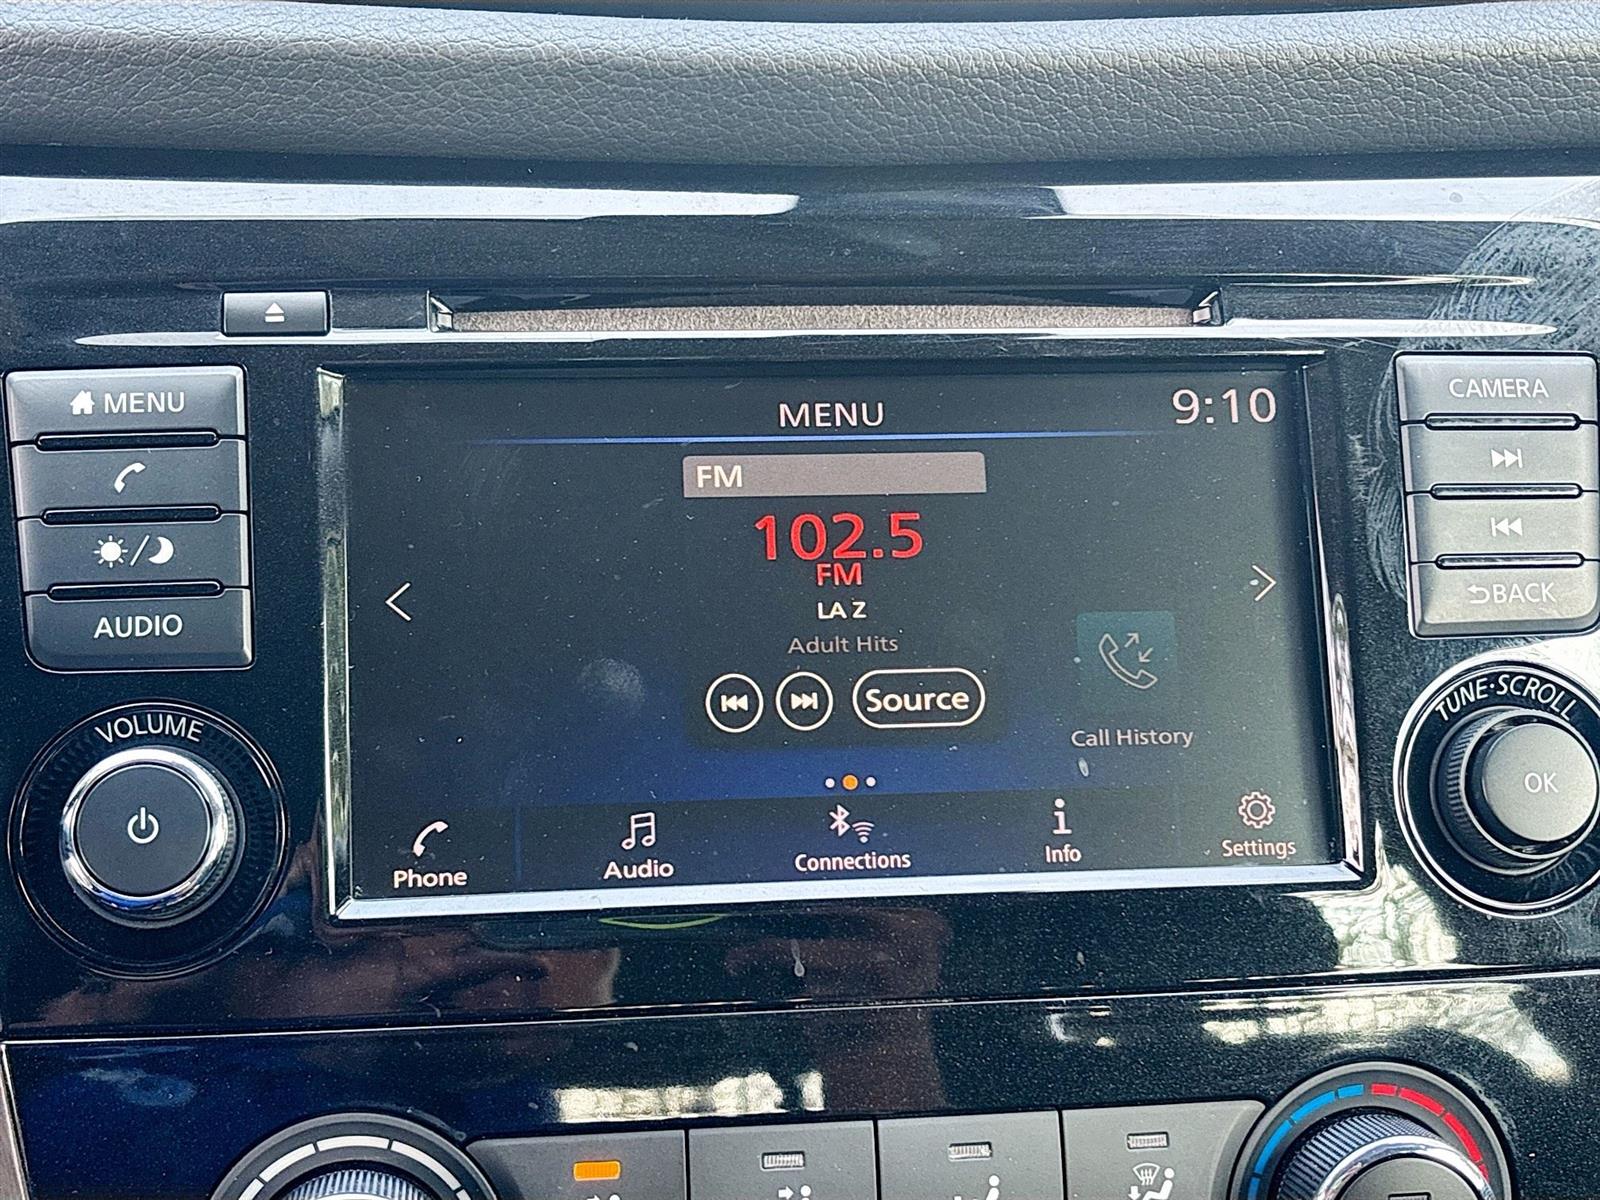 MENU
AUDIO
VOLUME
MENU
9:10
FM
102.5
FM
LA Z
Adult Hits
Source
Call History
Phone
Audio
Connections
Info
Settings
CAMERA
BACK
TUNE·SCROLL
OK